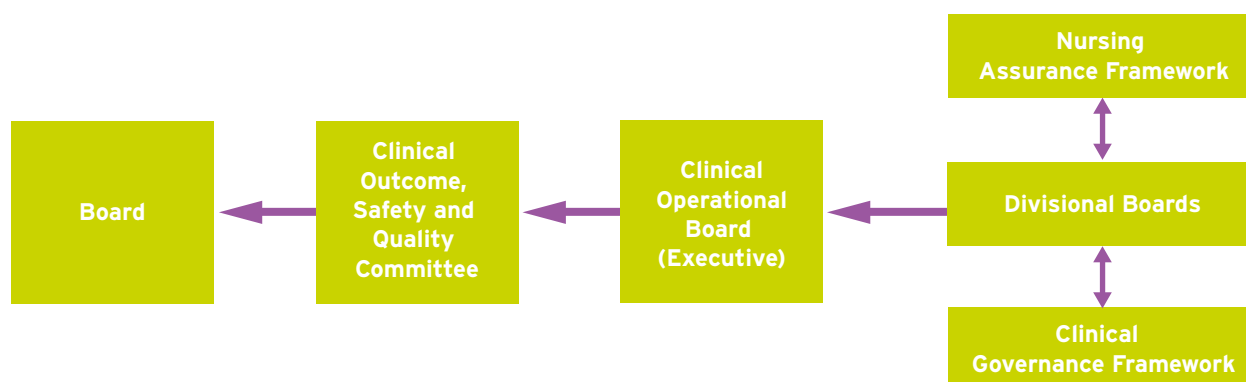 Board
Clinical
Outcome,
Safety and
Quality
Committee
Clinical
Operational
Board
(Executive)
Nursing
Assurance Framework
Divisional Boards
Clinical
Governance Framework